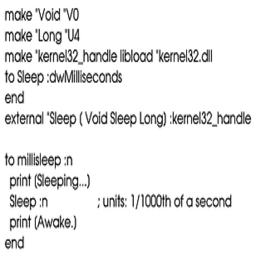 make "Void "V0
make "Long "U4
make "kernel32_handle libload "kernel32.dll
to Sleep :dwMilliseconds
end
external "Sleep ( Void Sleep Long) :kernel32_handle
to millisleep :n
print (Sleeping...)
Sleep :n ; units: 1/1000th of a second
print (Awake.)
end